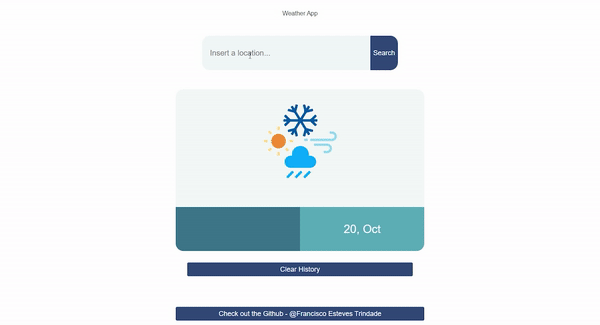 Weather App
Insert a location...
Search
20, Oct
Clear History
Check out the Github - @Francisco Esteves Trindade